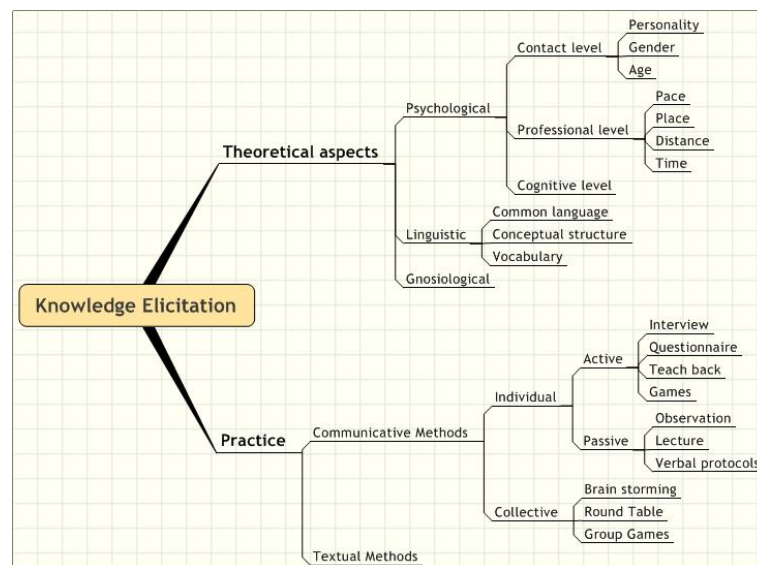 Personality
Contact level
Gender
Age
Psychological
Pace
Place
Professional level
Distance
Time
Theoretical aspects
Cognitive level
Common language
Linguistic
Conceptual structure
Vocabulary
Gnosiological
Knowledge Elicitation
Interview
Questionnaire
Active
Teach back
Games
Individual
Observation
Passive
Lecture
Verbal protocols
Practice
Communicative Methods
Brain storming
Collective
Round Table
Group Games
Textual Methods